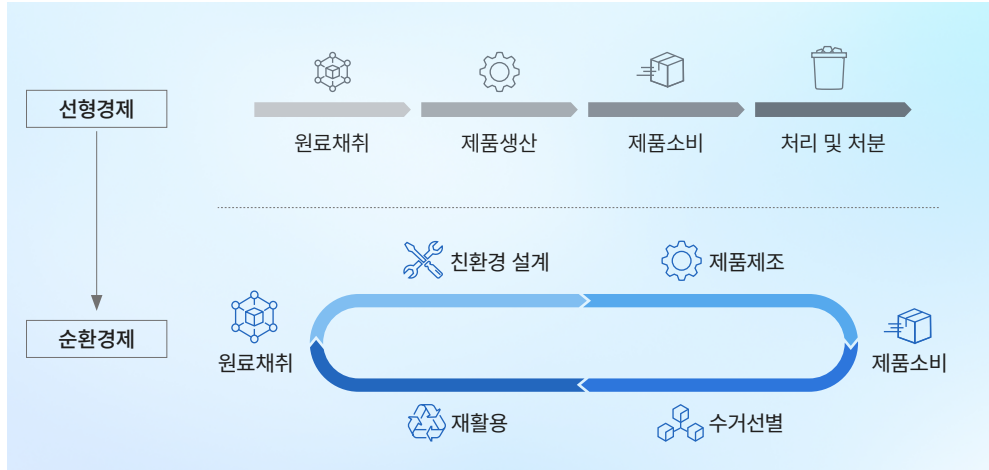 선형경제
원료채취
제품생산
제품소비
처리 및 처분
친환경 설계
제품제조
순환경제
원료채취
제품소비
재활용
수거선별